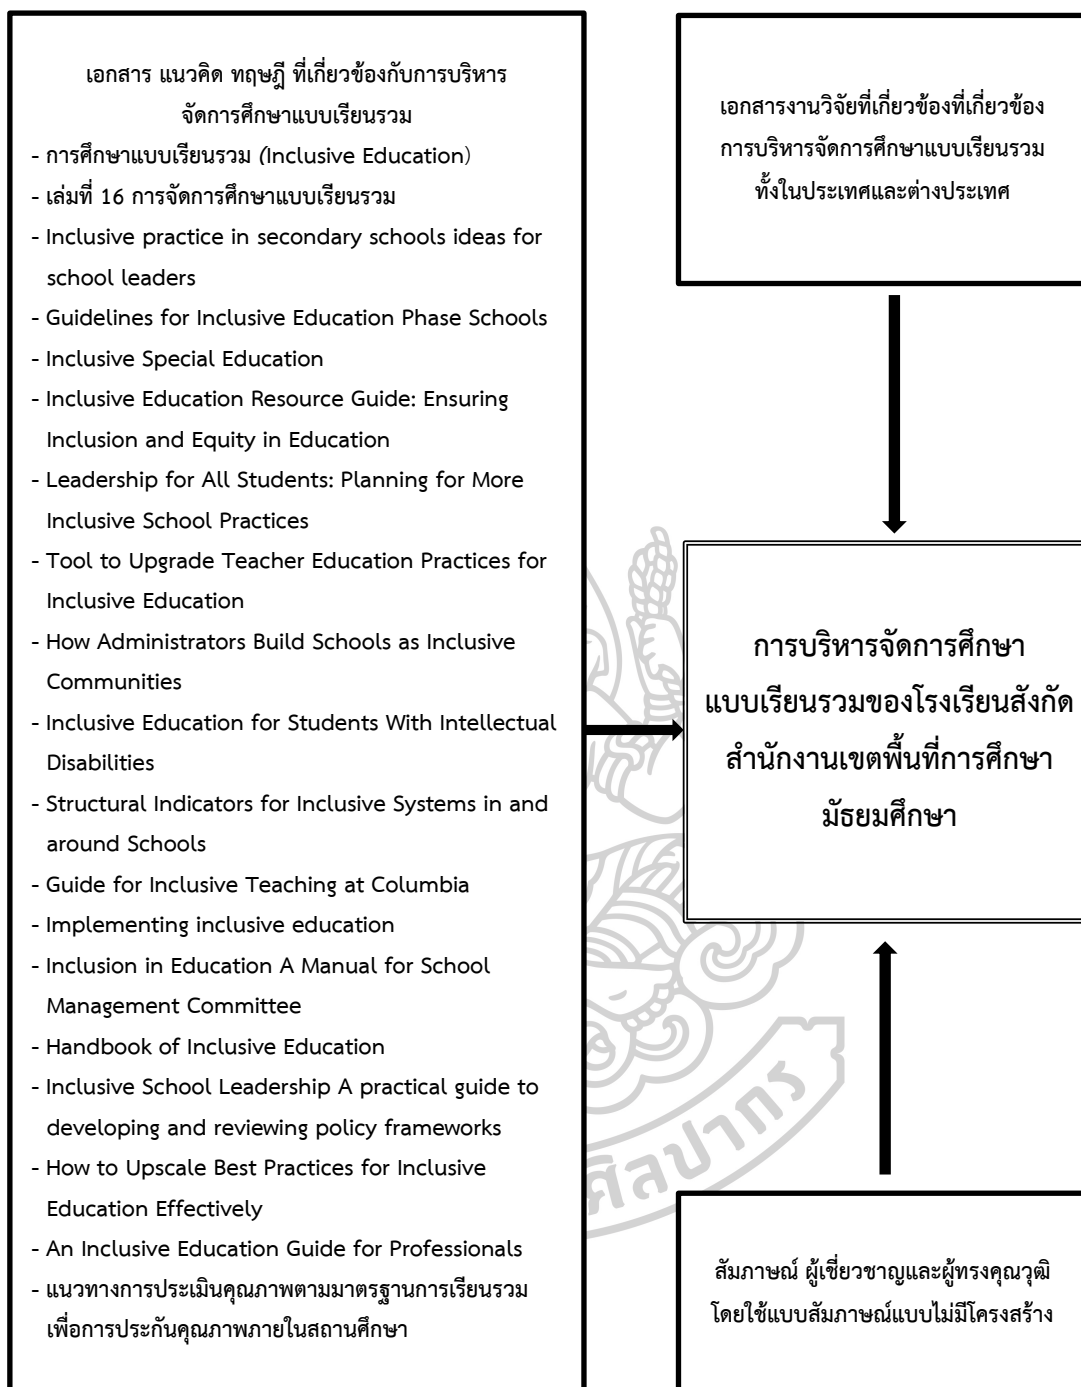 เอกสาร แนวคิด ทฤษฎี ที่เกี่ยวข้องกับการบริหาร
จัดการศึกษาแบบเรียนรวม
- การศึกษาแบบเรียนรวม (Inclusive Education)
- เล่มที่ 16 การจัดการศึกษาแบบเรียนรวม
- Inclusive practice in secondary schools ideas for
school leaders
- Guidelines for Inclusive Education Phase Schools
- Inclusive Special Education
- Inclusive Education Resource Guide: Ensuring
Inclusion and Equity in Education
- Leadership for All Students: Planning for More
Inclusive School Practices
- Tool to Upgrade Teacher Education Practices for
Inclusive Education
- How Administrators Build Schools as Inclusive
Communities
- Inclusive Education for Students With Intellectual
Disabilities
- Structural Indicators for Inclusive Systems in and
around Schools
- Guide for Inclusive Teaching at Columbia
- Implementing inclusive education
- Inclusion in Education A Manual for School
Management Committee
- Handbook of Inclusive Education
- Inclusive School Leadership A practical guide to
developing and reviewing policy frameworks
- How to Upscale Best Practices for Inclusive
Education Effectively
- An Inclusive Education Guide for Professionals
- แนวทางการประเมินคุณภาพตามมาตรฐานการเรียนรวม
เพื่อการประกันคุณภาพภายในสถานศึกษา
เอกสารงานวิจัยที่เกี่ยวข้องที่เกี่ยวข้อง
การบริหารจัดการศึกษาแบบเรียนรวม
ทั้งในประเทศและต่างประเทศ
การบริหารจัดการศึกษา
แบบเรียนรวมของโรงเรียนสังกัด
สำนักงานเขตพื้นที่การศึกษา
มัธยมศึกษา
สัมภาษณ์ ผู้เชี่ยวชาญและผู้ทรงคุณวุฒิ
โดยใช้แบบสัมภาษณ์แบบไม่มีโครงสร้าง
ศิลปากร